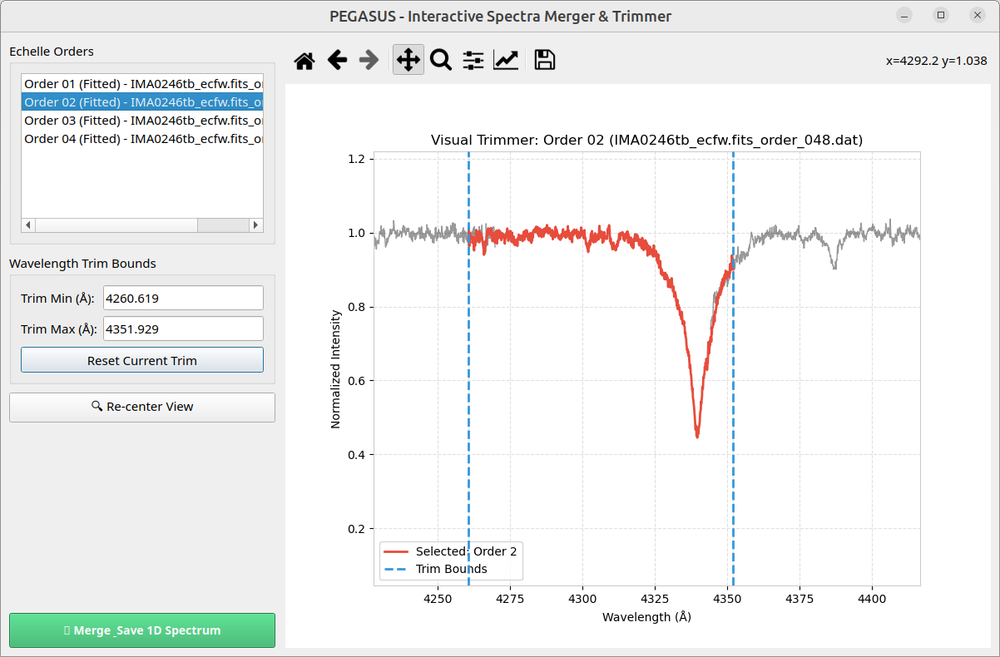 PEGASUS - Interactive Spectra Merger & Trimmer
Echelle Orders
Order 01 (Fitted) - IMA0246tb_ecfw.fits_o
Order 02 (Fitted) - IMA0246tb_ecfw.fits_o
Order 03 (Fitted) - IMA0246tb_ecfw.fits_o
Order 04 (Fitted) - IMA0246tb_ecfw.fits_o
Wavelength Trim Bounds
Trim Min (Å): 4260.619
Trim Max (Å): 4351.929
Reset Current Trim
🔍 Re-center View
Merge _Save 1D Spectrum
x=4292.2 y=1.038
Visual Trimmer: Order 02 (IMA0246tb_ecfw.fits_order_048.dat)
1.2
1.0
0.8
0.6
0.4
0.2
Normalized Intensity
Selected: Order 2
Trim Bounds
4250 4275 4300 4325 4350 4375 4400
Wavelength (Å)